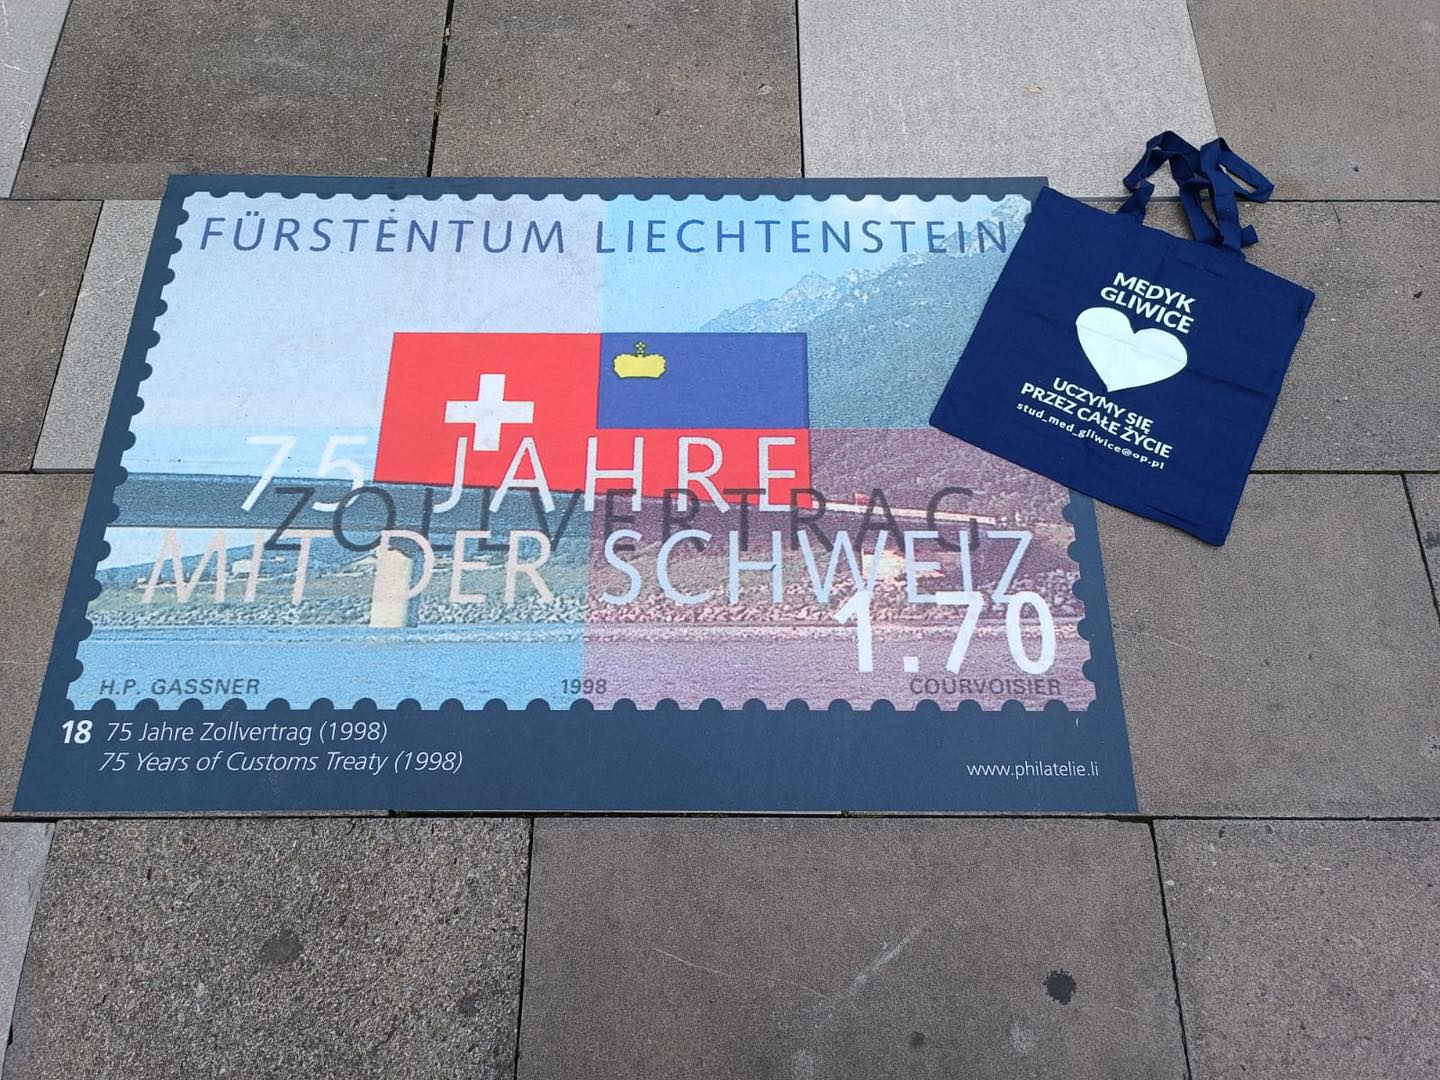 FÜRSTENTUM LIECHTENSTEIN
75 JAHRE
ZOLLVERTRAG
MIT DER SCHWEIZ
1.70
H.P. GASSNER 1998 COURVOISIER
18 75 Jahre Zollvertrag (1998)
75 Years of Customs Treaty (1998)
www.philatelie.li
MEDYK
GLIWICE
UCZYMY SIĘ
PRZEZ CAŁE ŻYCIE
stud_med_gliwice@op.pl